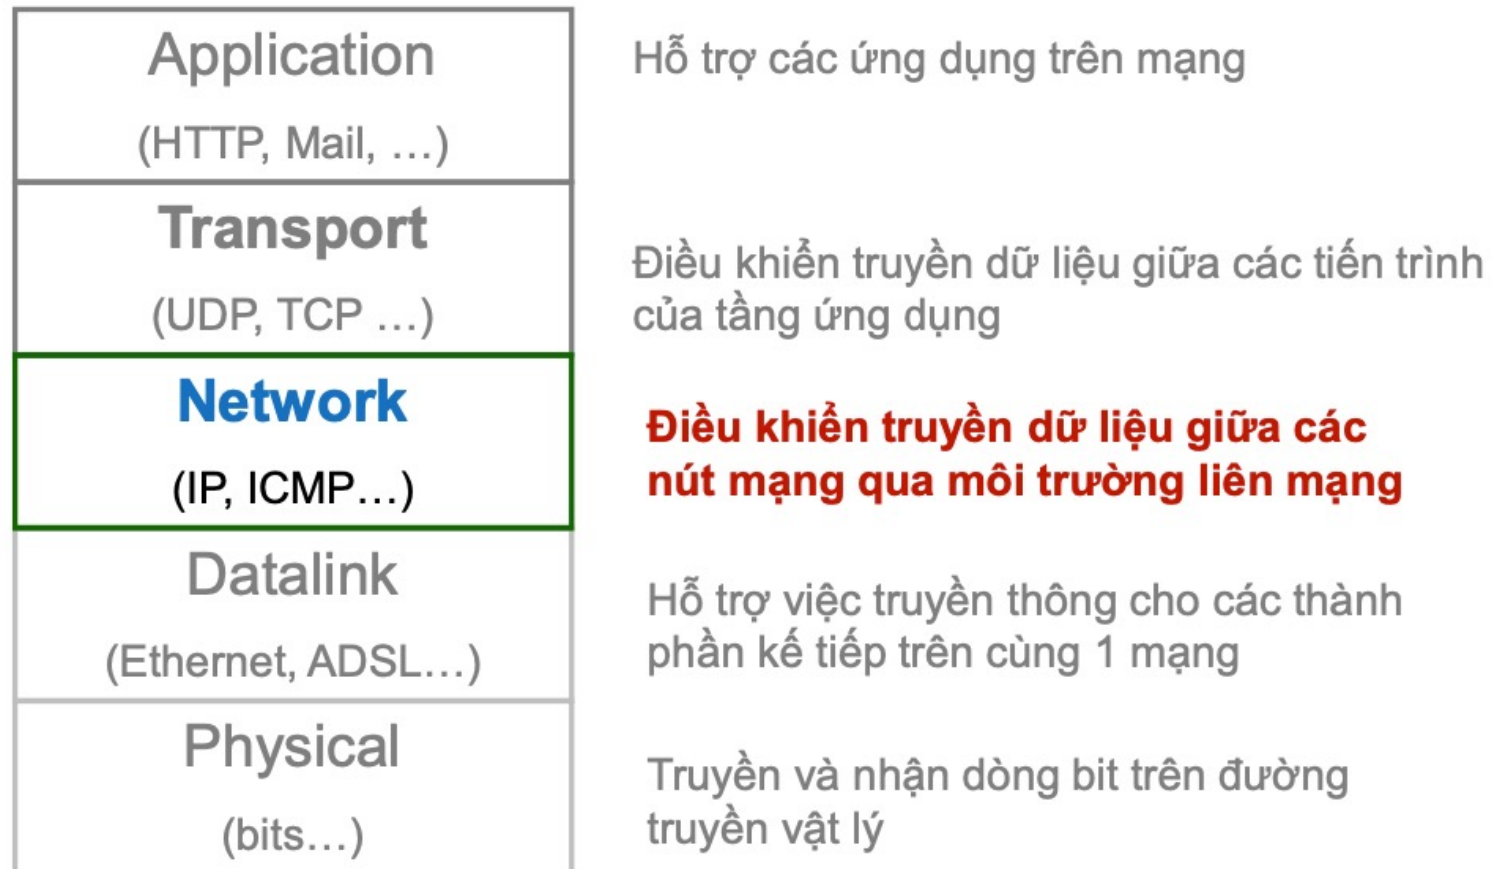 Application
(HTTP, Mail, …)
Hỗ trợ các ứng dụng trên mạng
Transport
(UDP, TCP …)
Điều khiển truyền dữ liệu giữa các tiến trình
của tầng ứng dụng
Network
(IP, ICMP…)
Điều khiển truyền dữ liệu giữa các
nút mạng qua môi trường liên mạng
Datalink
(Ethernet, ADSL…)
Hỗ trợ việc truyền thông cho các thành
phần kế tiếp trên cùng 1 mạng
Physical
(bits…)
Truyền và nhận dòng bit trên đường
truyền vật lý